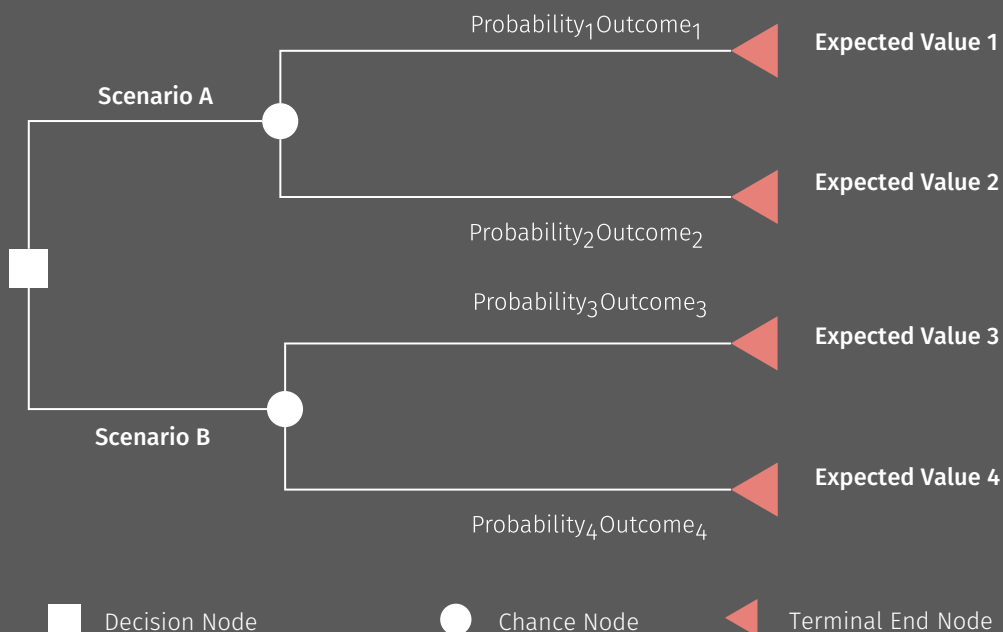 Probability₁Outcome₁
Expected Value 1
Scenario A
Expected Value 2
Probability₂Outcome₂
Probability₃Outcome₃
Expected Value 3
Scenario B
Expected Value 4
Probability₄Outcome₄
Decision Node
Chance Node
Terminal End Node